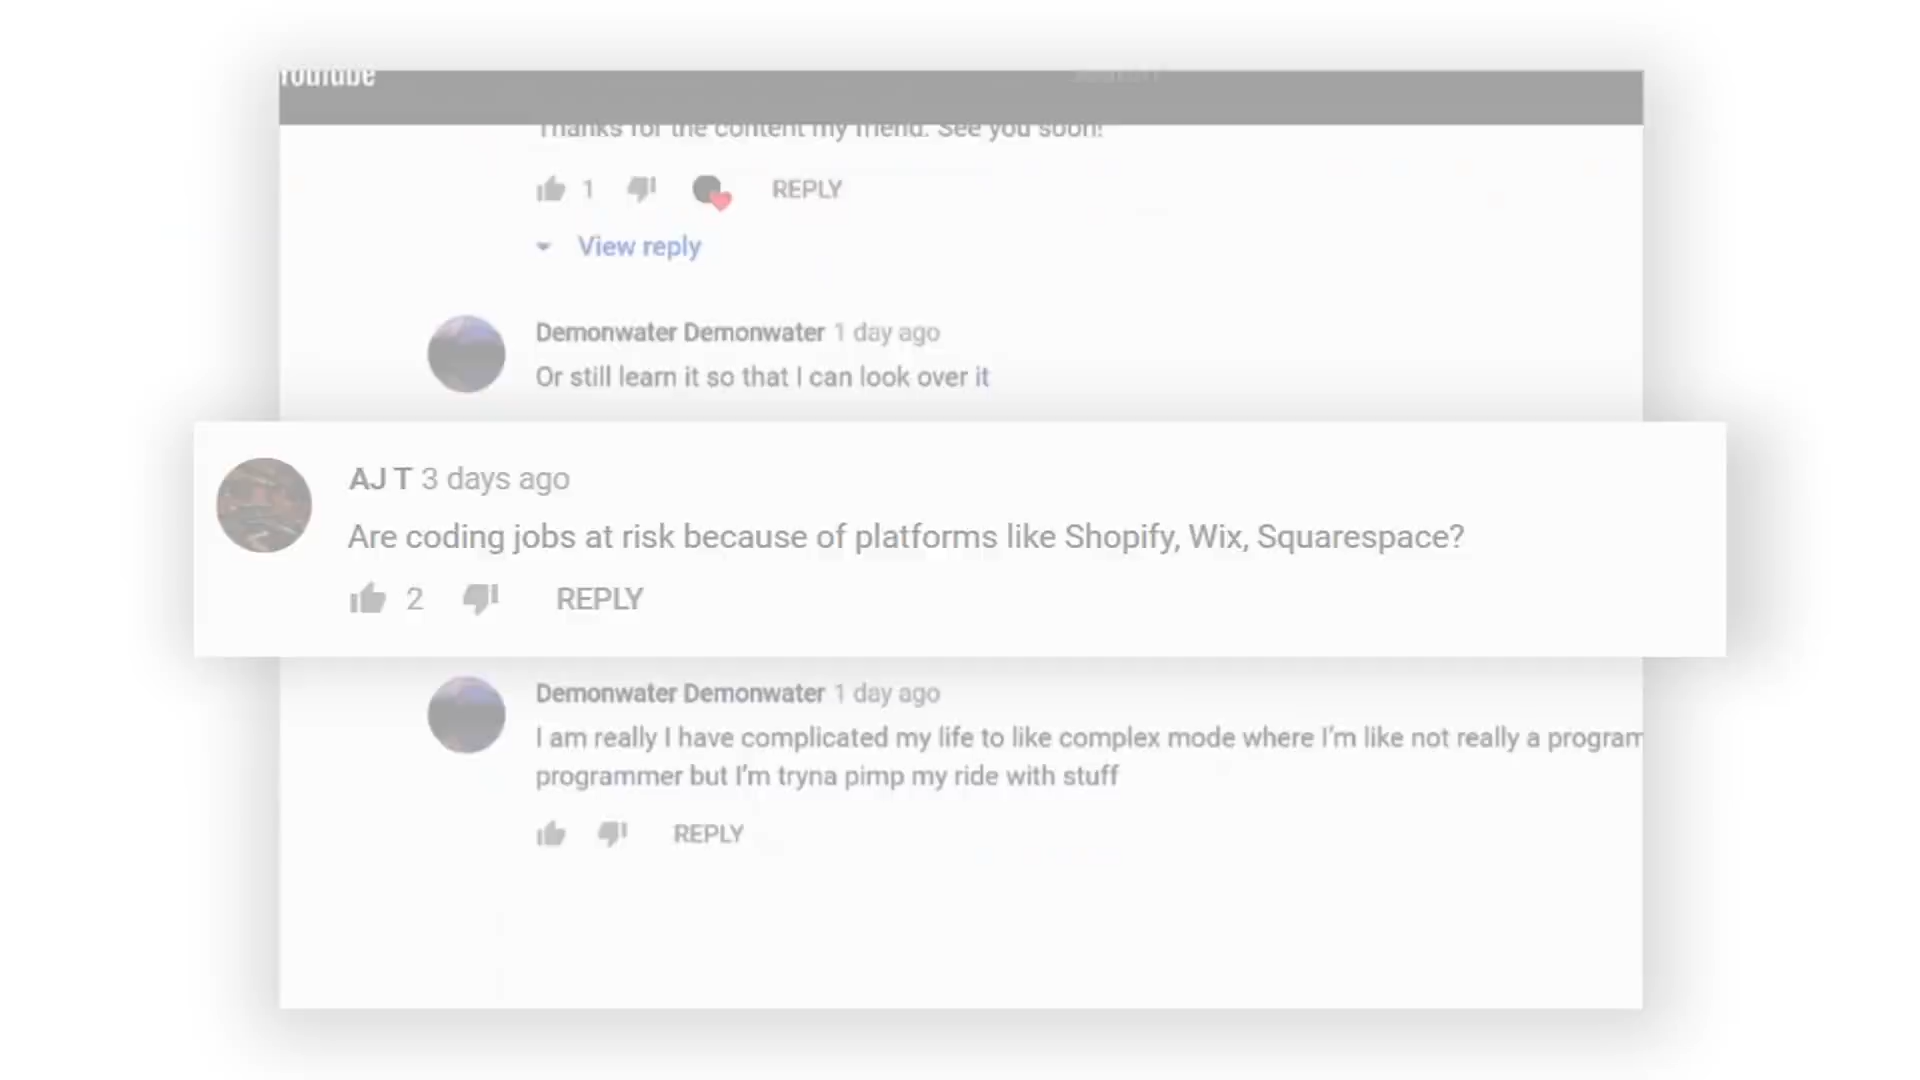 YouTube
Thanks for the content my friend. See you soon!
1 REPLY
View reply
Demonwater Demonwater 1 day ago
Or still learn it so that I can look over it
AJ T 3 days ago
Are coding jobs at risk because of platforms like Shopify, Wix, Squarespace?
2 REPLY
Demonwater Demonwater 1 day ago
I am really I have complicated my life to like complex mode where I'm like not really a program
programmer but I'm tryna pimp my ride with stuff
REPLY